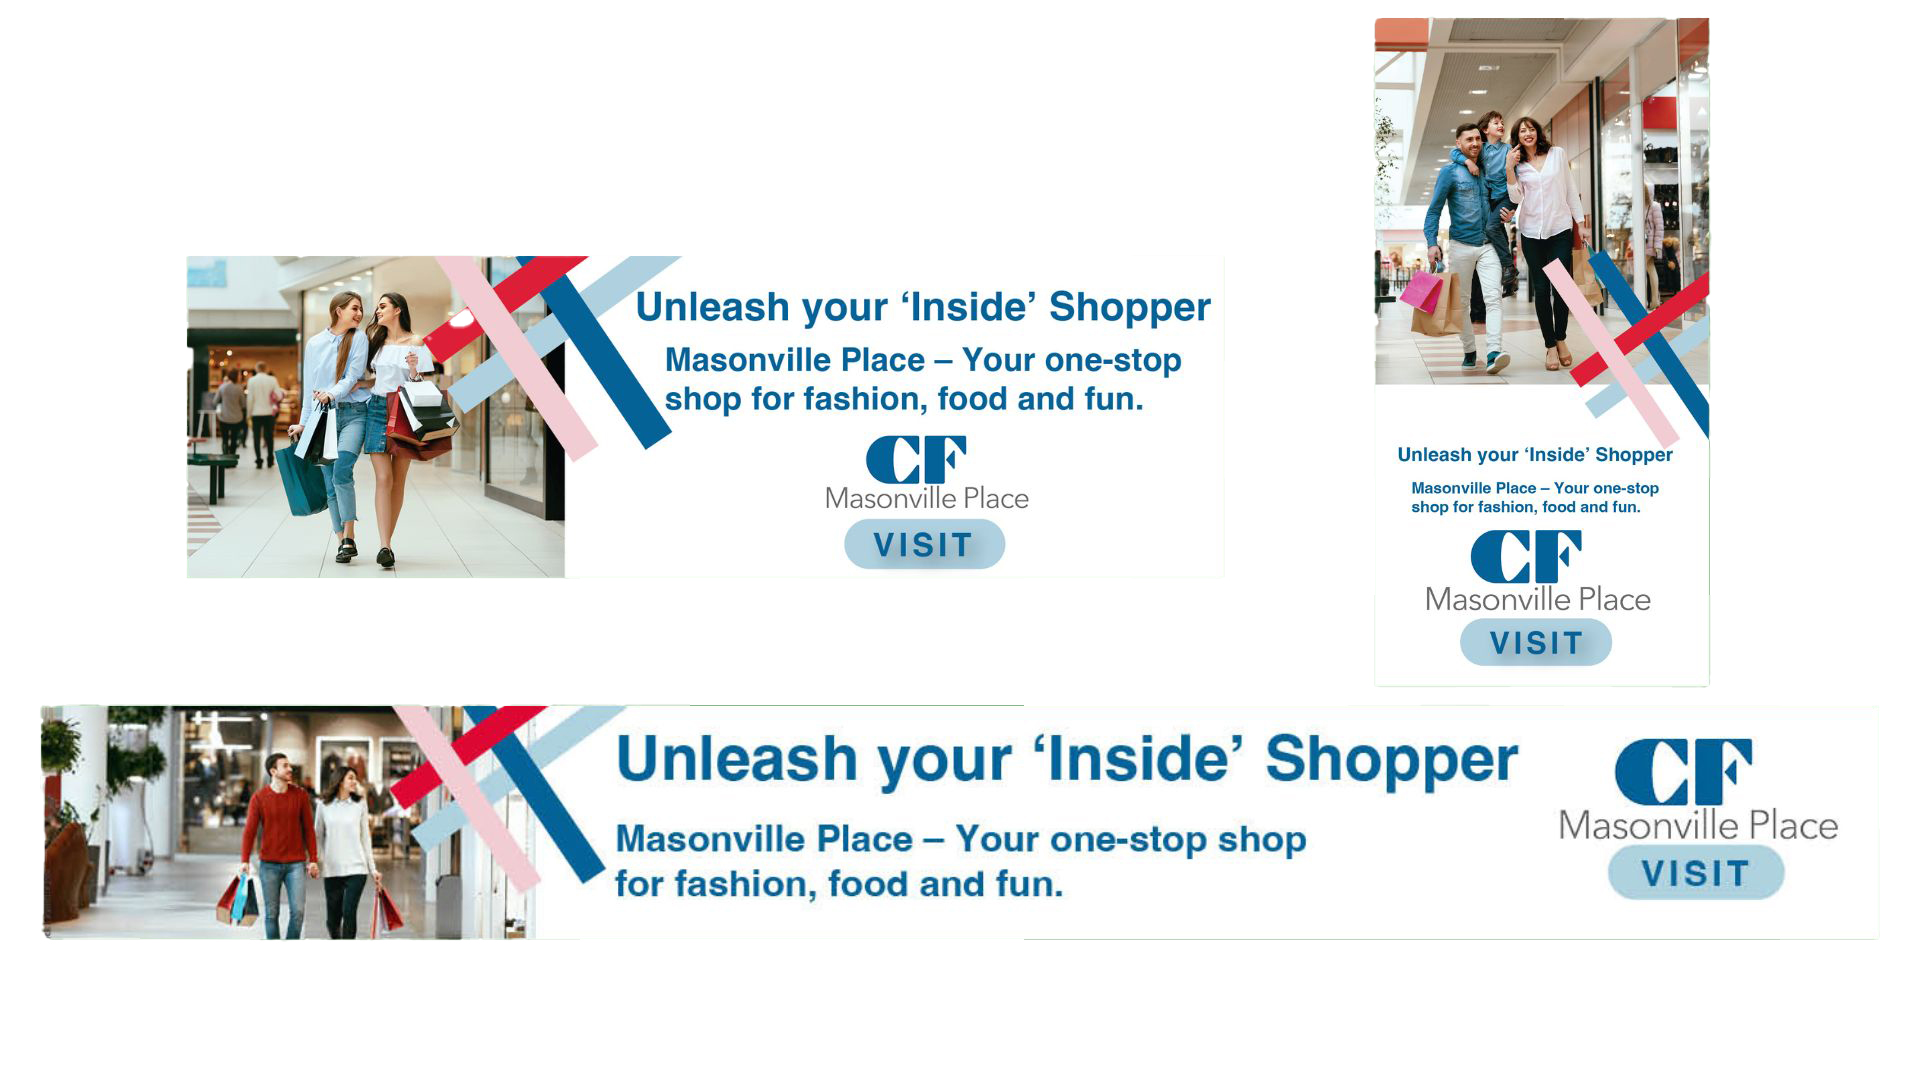 Unleash your ‘Inside’ Shopper
Masonville Place – Your one-stop
shop for fashion, food and fun.
CF
Masonville Place
VISIT
Unleash your ‘Inside’ Shopper
Masonville Place – Your one-stop
shop for fashion, food and fun.
CF
Masonville Place
VISIT
Unleash your ‘Inside’ Shopper
Masonville Place – Your one-stop shop
for fashion, food and fun.
CF
Masonville Place
VISIT